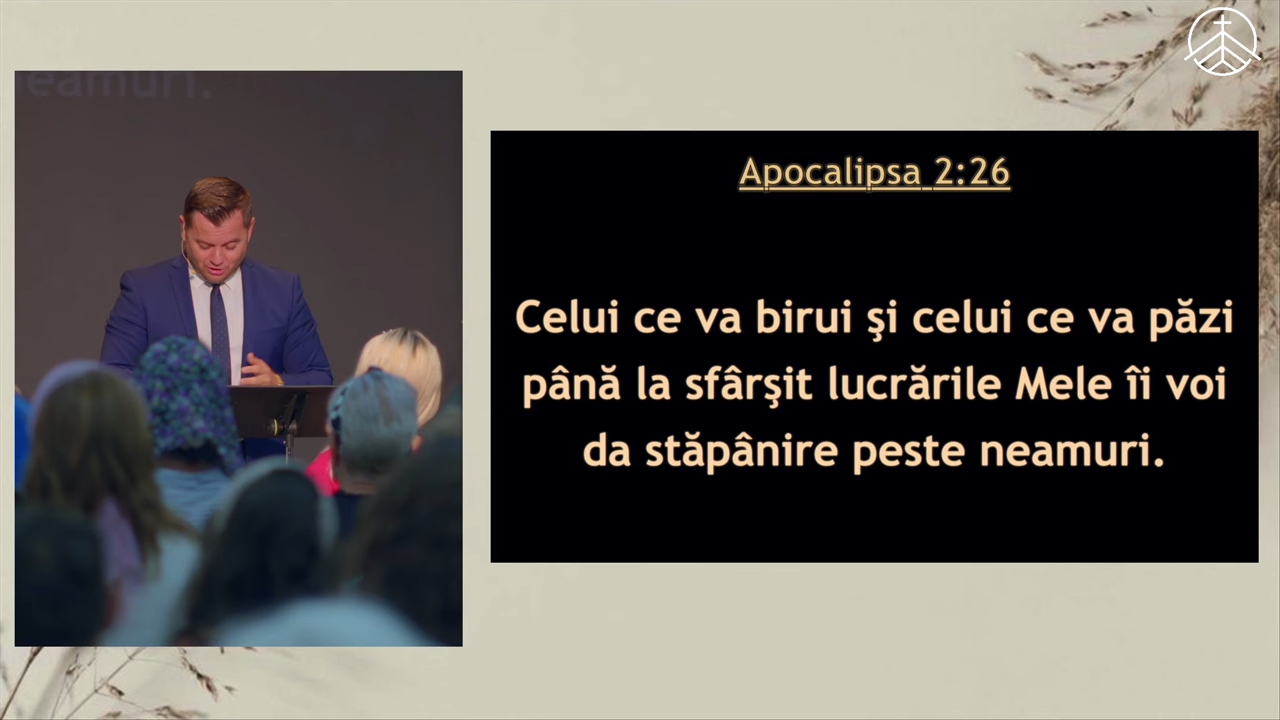 neamuri.
Apocalipsa 2:26
Celui ce va birui şi celui ce va păzi
până la sfârşit lucrările Mele îi voi
da stăpânire peste neamuri.